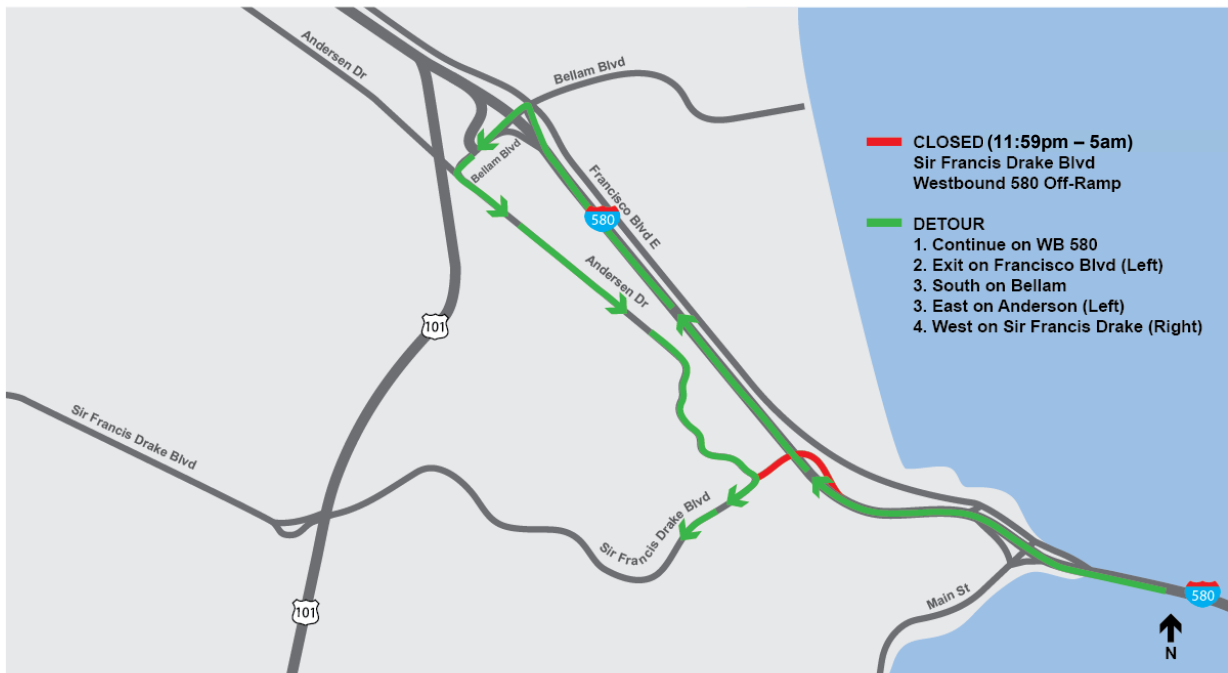 Andersen Dr
Bellam Blvd
Bellam Blvd
Francisco Blvd E
580
Andersen Dr
101
Sir Francis Drake Blvd
Sir Francis Drake Blvd
101
Main St
580
N
CLOSED (11:59pm – 5am)
Sir Francis Drake Blvd
Westbound 580 Off-Ramp
DETOUR
1. Continue on WB 580
2. Exit on Francisco Blvd (Left)
3. South on Bellam
3. East on Anderson (Left)
4. West on Sir Francis Drake (Right)